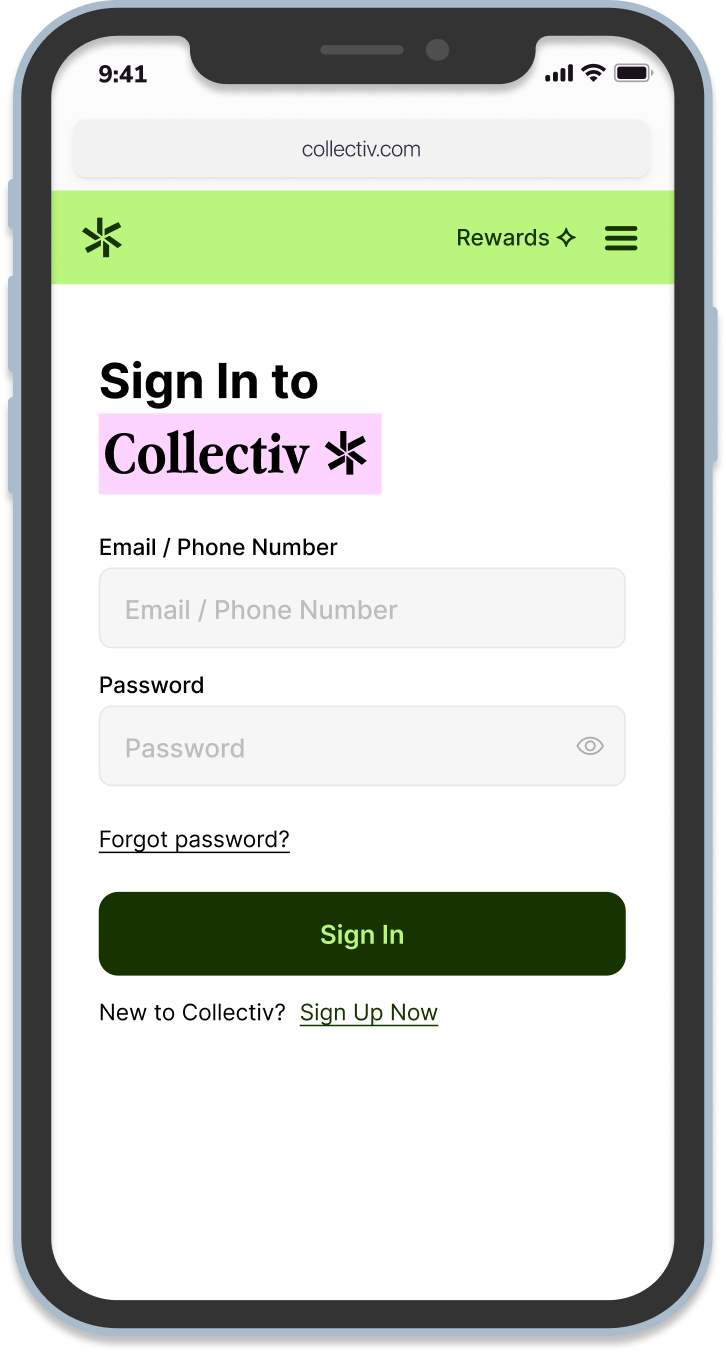 9:41
collectiv.com
Rewards
Sign In to
Collectiv
Email / Phone Number
Email / Phone Number
Password
Password
Forgot password?
Sign In
New to Collectiv? Sign Up Now